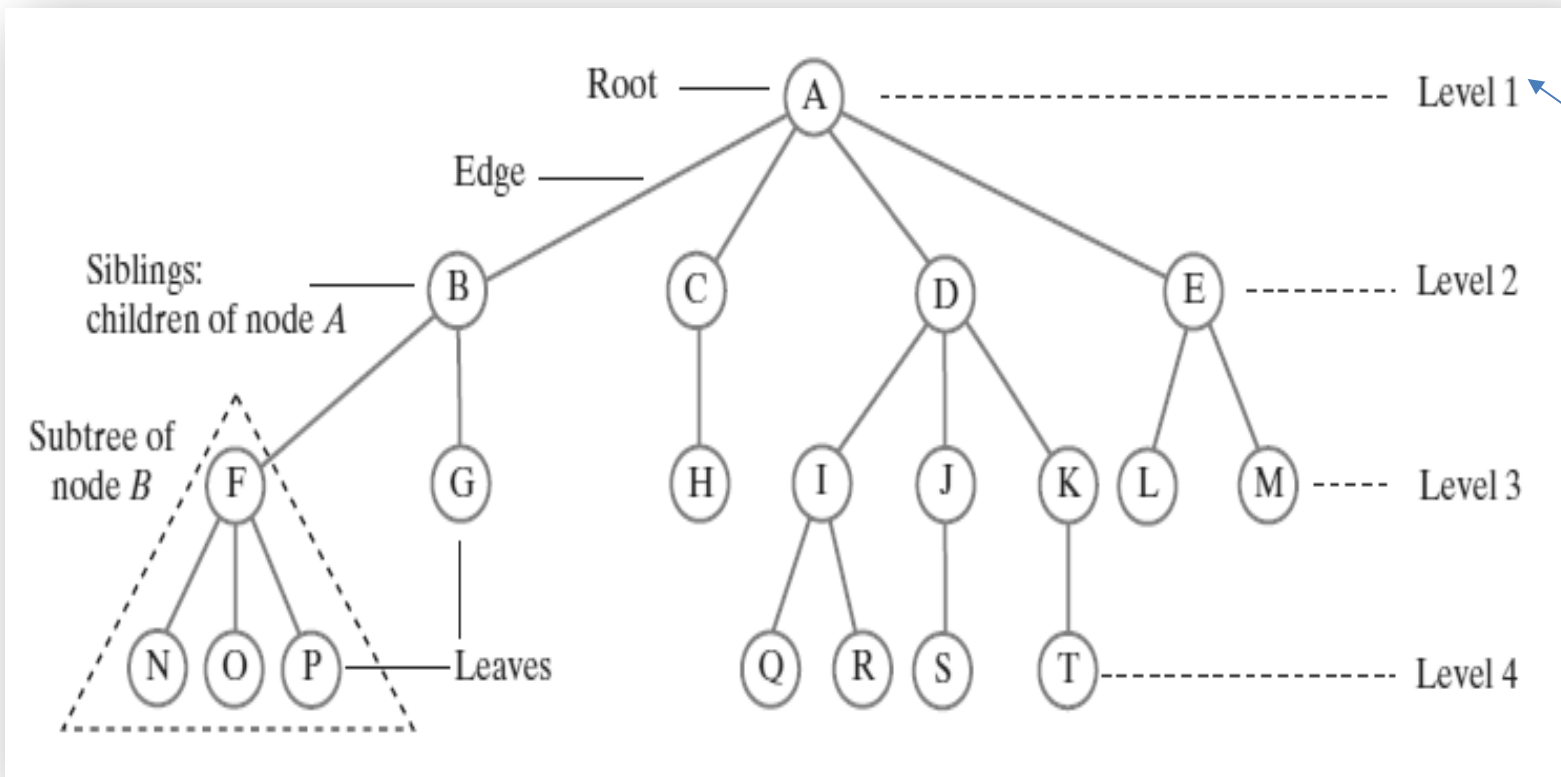 Root
A
Level 1
Edge
Siblings:
children of node A
B
C
D
E
Level 2
Subtree of
node B
F
G
H
I
J
K
L
M
Level 3
N
O
P
Leaves
Q
R
S
T
Level 4